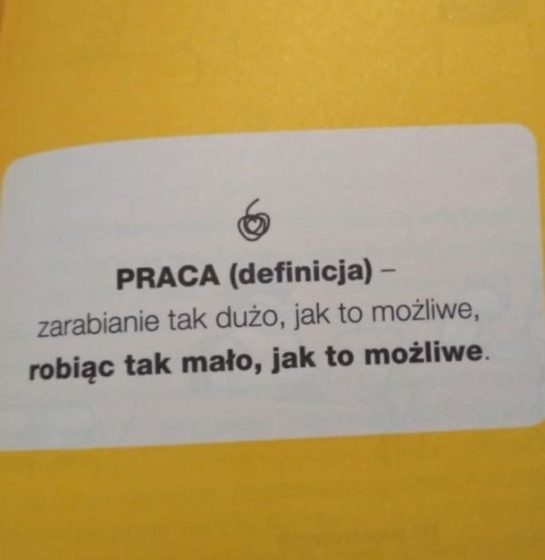 PRACA (definicja) –
zarabianie tak dużo, jak to możliwe,
robiąc tak mało, jak to możliwe.